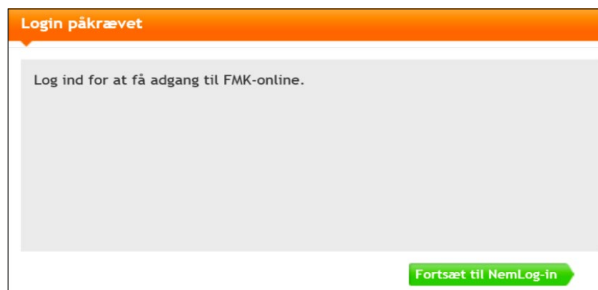 Login påkrævet
Log ind for at få adgang til FMK-online.
Fortsæt til NemLog-in